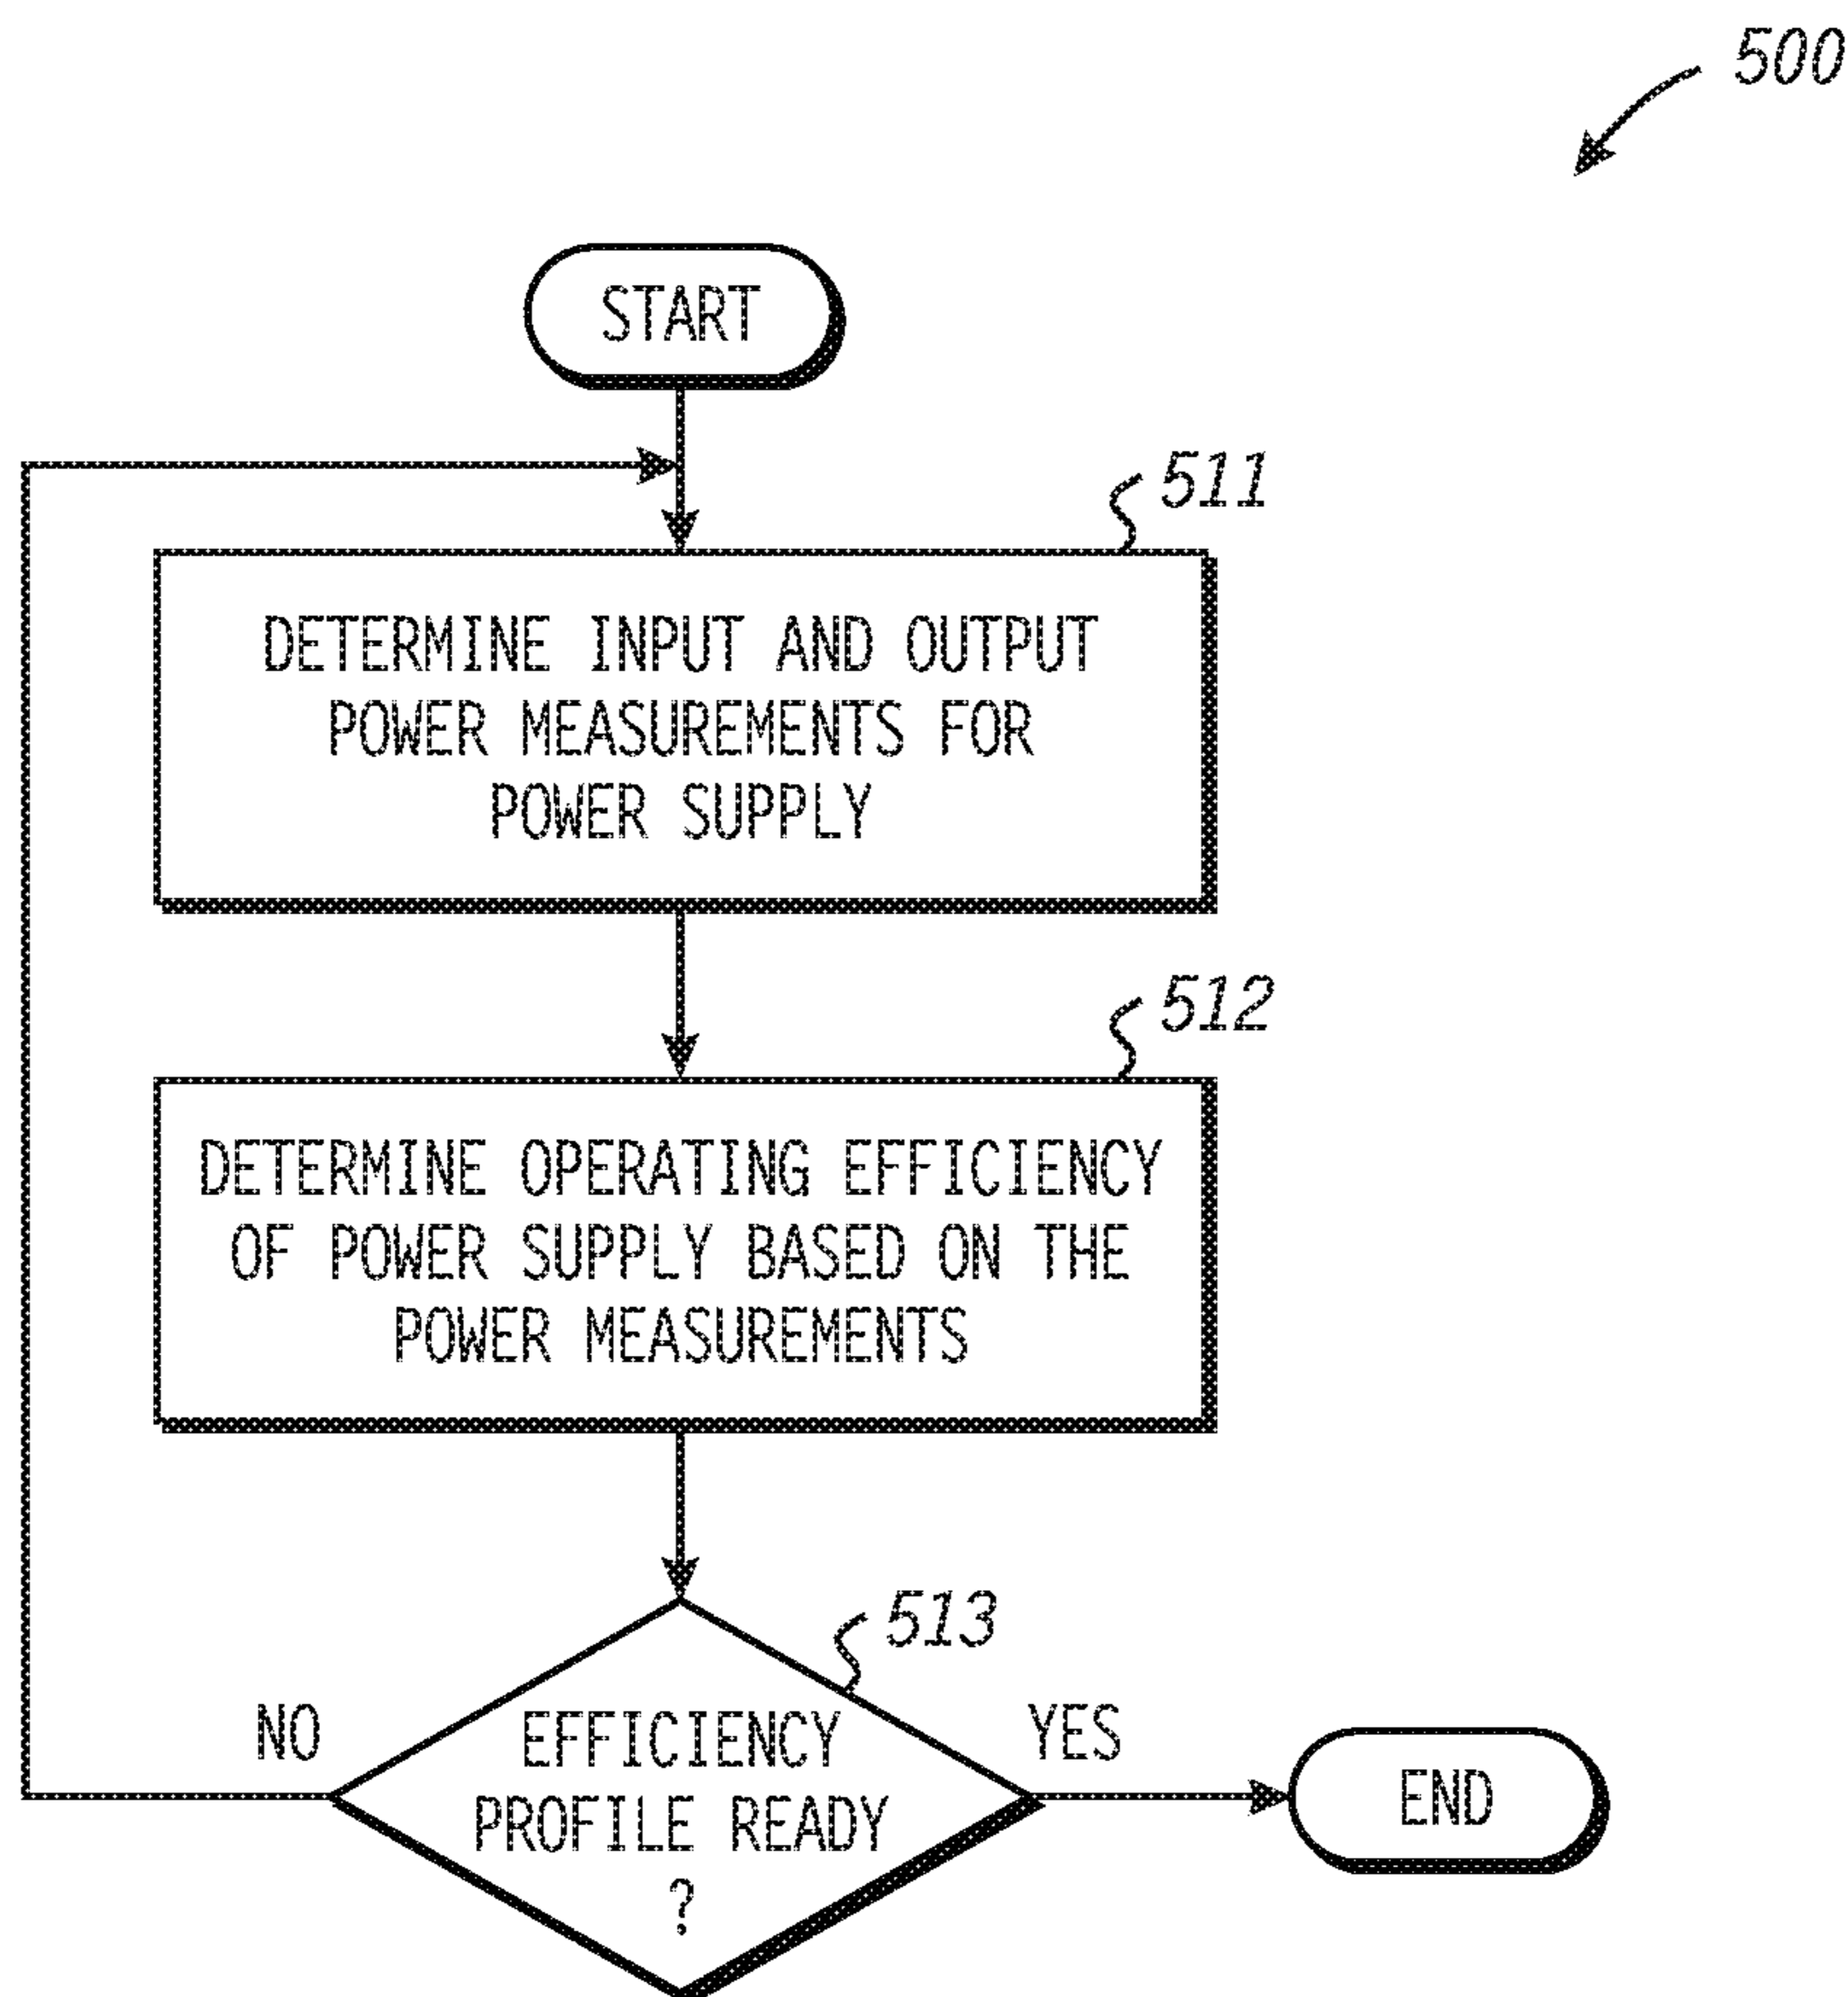 500
START
511
DETERMINE INPUT AND OUTPUT
POWER MEASUREMENTS FOR
POWER SUPPLY
512
DETERMINE OPERATING EFFICIENCY
OF POWER SUPPLY BASED ON THE
POWER MEASUREMENTS
513
NO
EFFICIENCY
PROFILE READY
?
YES
END